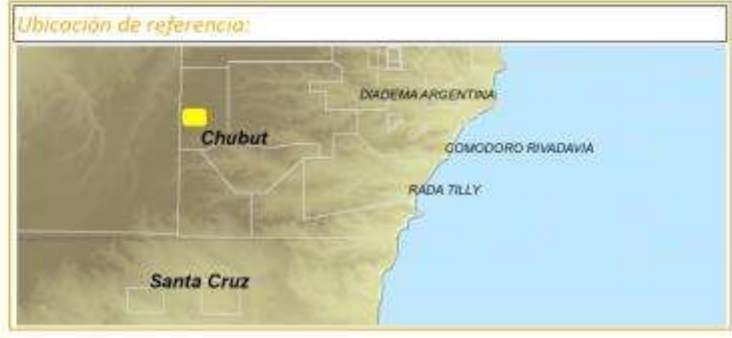 Ubicación de referencia:
DIADEMA ARGENTINA
Chubut
COMODORO RIVADAVIA
RADA TILLY
Santa Cruz